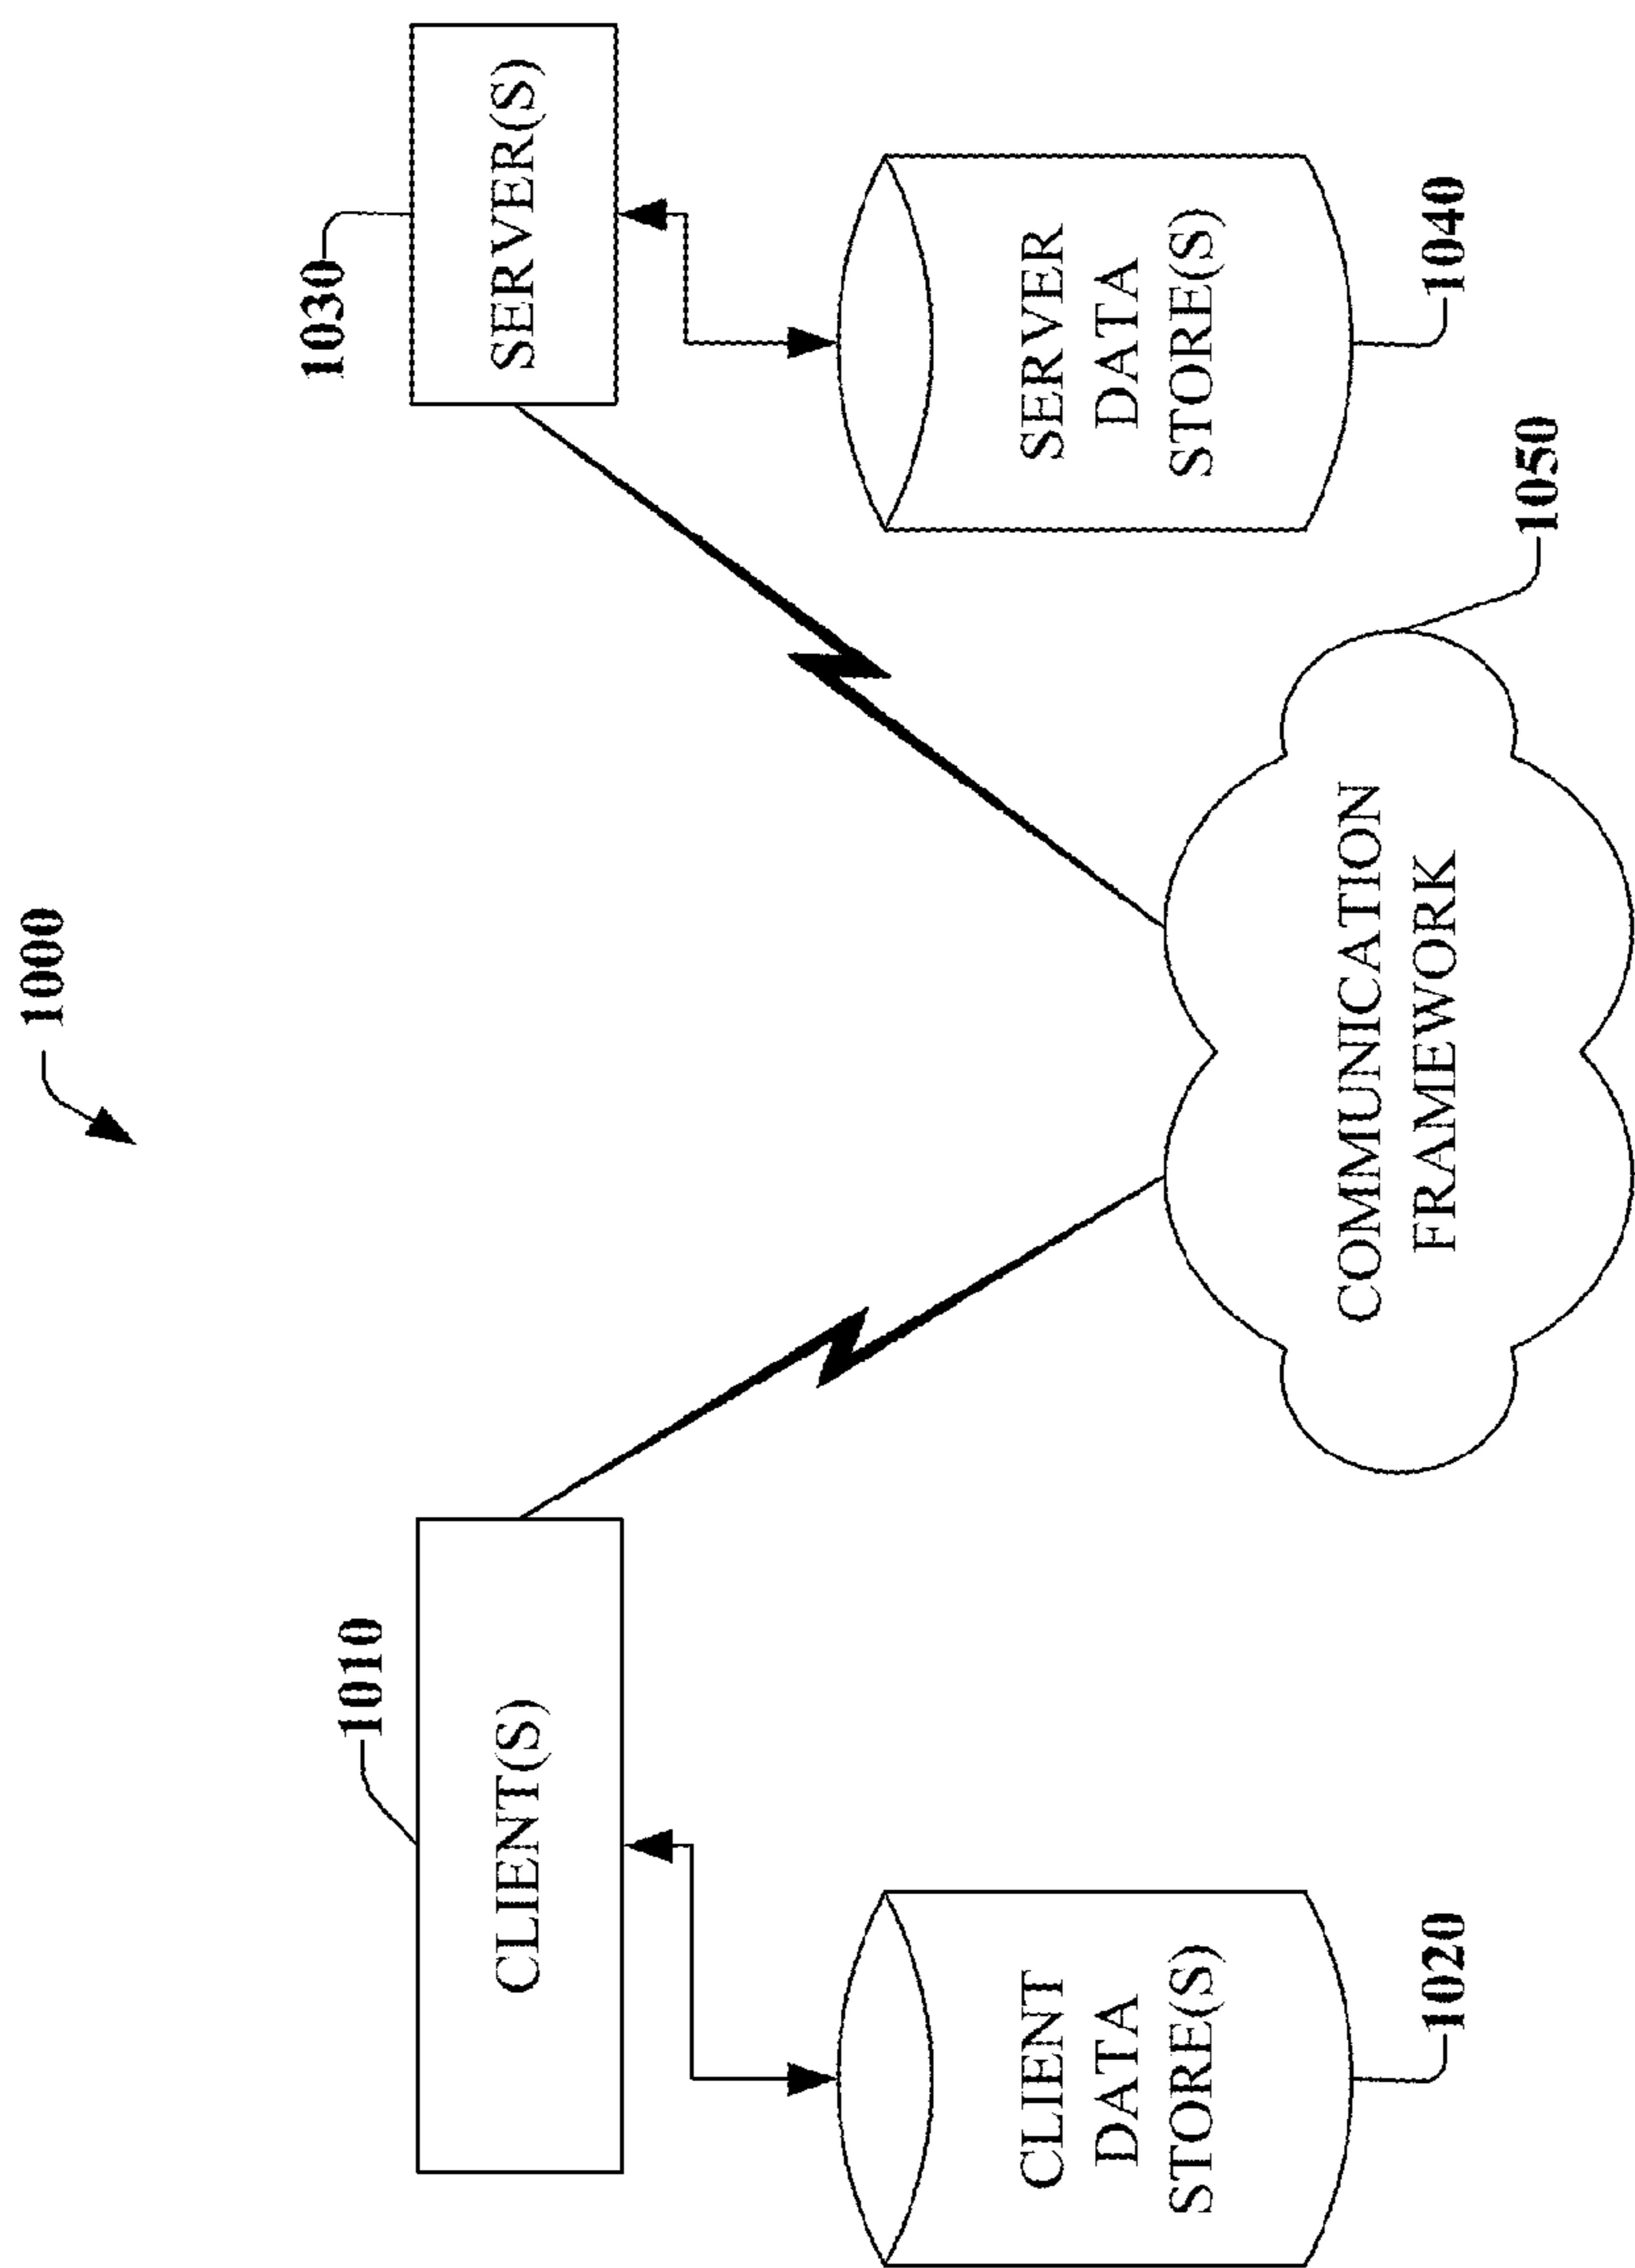 1000
1010
1030
CLIENT(S)
SERVER(S)
CLIENT
DATA
STORE(S)
SERVER
DATA
STORE(S)
COMMUNICATION
FRAMEWORK
1020
1040
1050